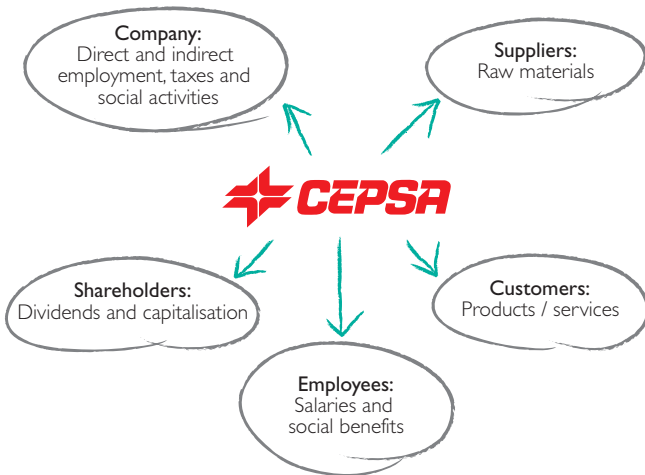 Company:
Direct and indirect
employment, taxes and
social activities
Suppliers:
Raw materials
CEPSA
Shareholders:
Dividends and capitalisation
Customers:
Products / services
Employees:
Salaries and
social benefits